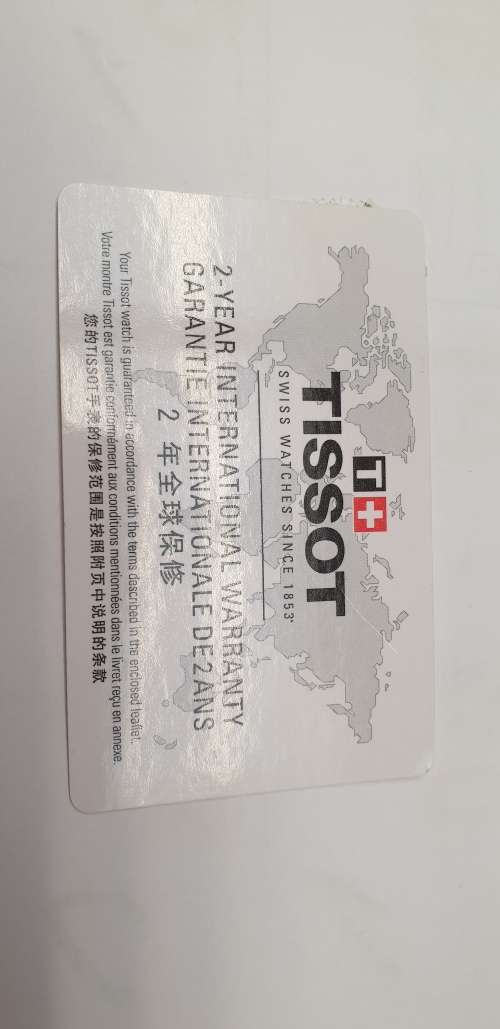 T+
TISSOT
SWISS WATCHES SINCE 1853°
2-YEAR INTERNATIONAL WARRANTY
GARANTIE INTERNATIONALE DE 2 ANS
2 年全球保修
Your Tissot watch is guaranteed in accordance with the terms described in the enclosed leaflet.
Votre montre Tissot est garantie conformément aux conditions mentionnées dans le livret reçu en annexe.
您的TISSOT手表的保修范围是按照附页中说明的条款